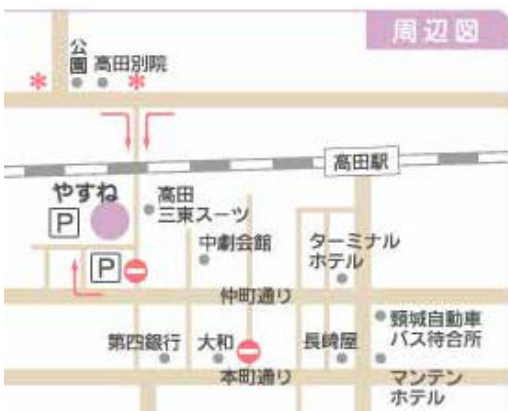 周辺図
公園
高田別院
高田駅
やすね
P
高田
三東スーツ
P
中劇会館
ターミナル
ホテル
仲町通り
第四銀行
大和
長崎屋
頸城自動車
バス待合所
本町通り
マンテン
ホテル